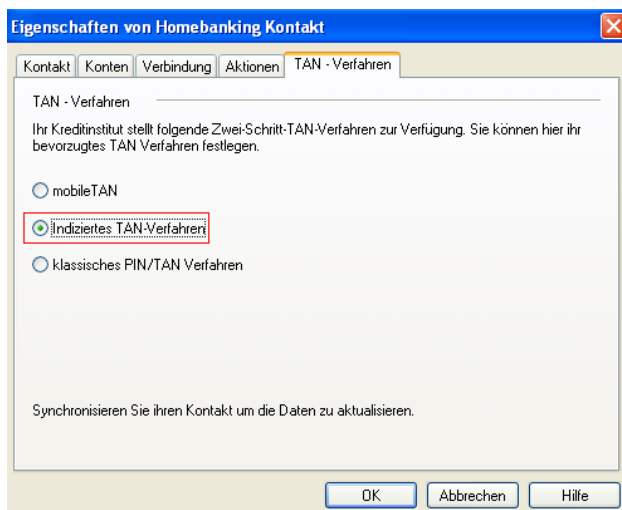 Eigenschaften von Homebanking Kontakt
Kontakt Konten Verbindung Aktionen TAN - Verfahren
TAN - Verfahren
Ihr Kreditinstitut stellt folgende Zwei-Schritt-TAN-Verfahren zur Verfügung. Sie können hier ihr
bevorzugtes TAN Verfahren festlegen.
mobileTAN
Indiziertes TAN-Verfahren
klassisches PIN/TAN Verfahren
Synchronisieren Sie ihren Kontakt um die Daten zu aktualisieren.
OK Abbrechen Hilfe